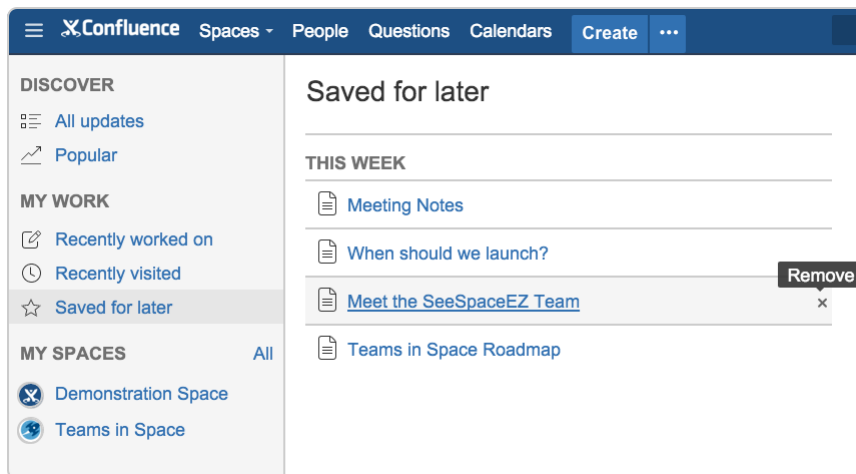 Confluence Spaces People Questions Calendars Create ...
DISCOVER
All updates
Popular
MY WORK
Recently worked on
Recently visited
Saved for later
MY SPACES All
Demonstration Space
Teams in Space
Saved for later
THIS WEEK
Meeting Notes
When should we launch?
Remove
Meet the SeeSpaceEZ Team
Teams in Space Roadmap